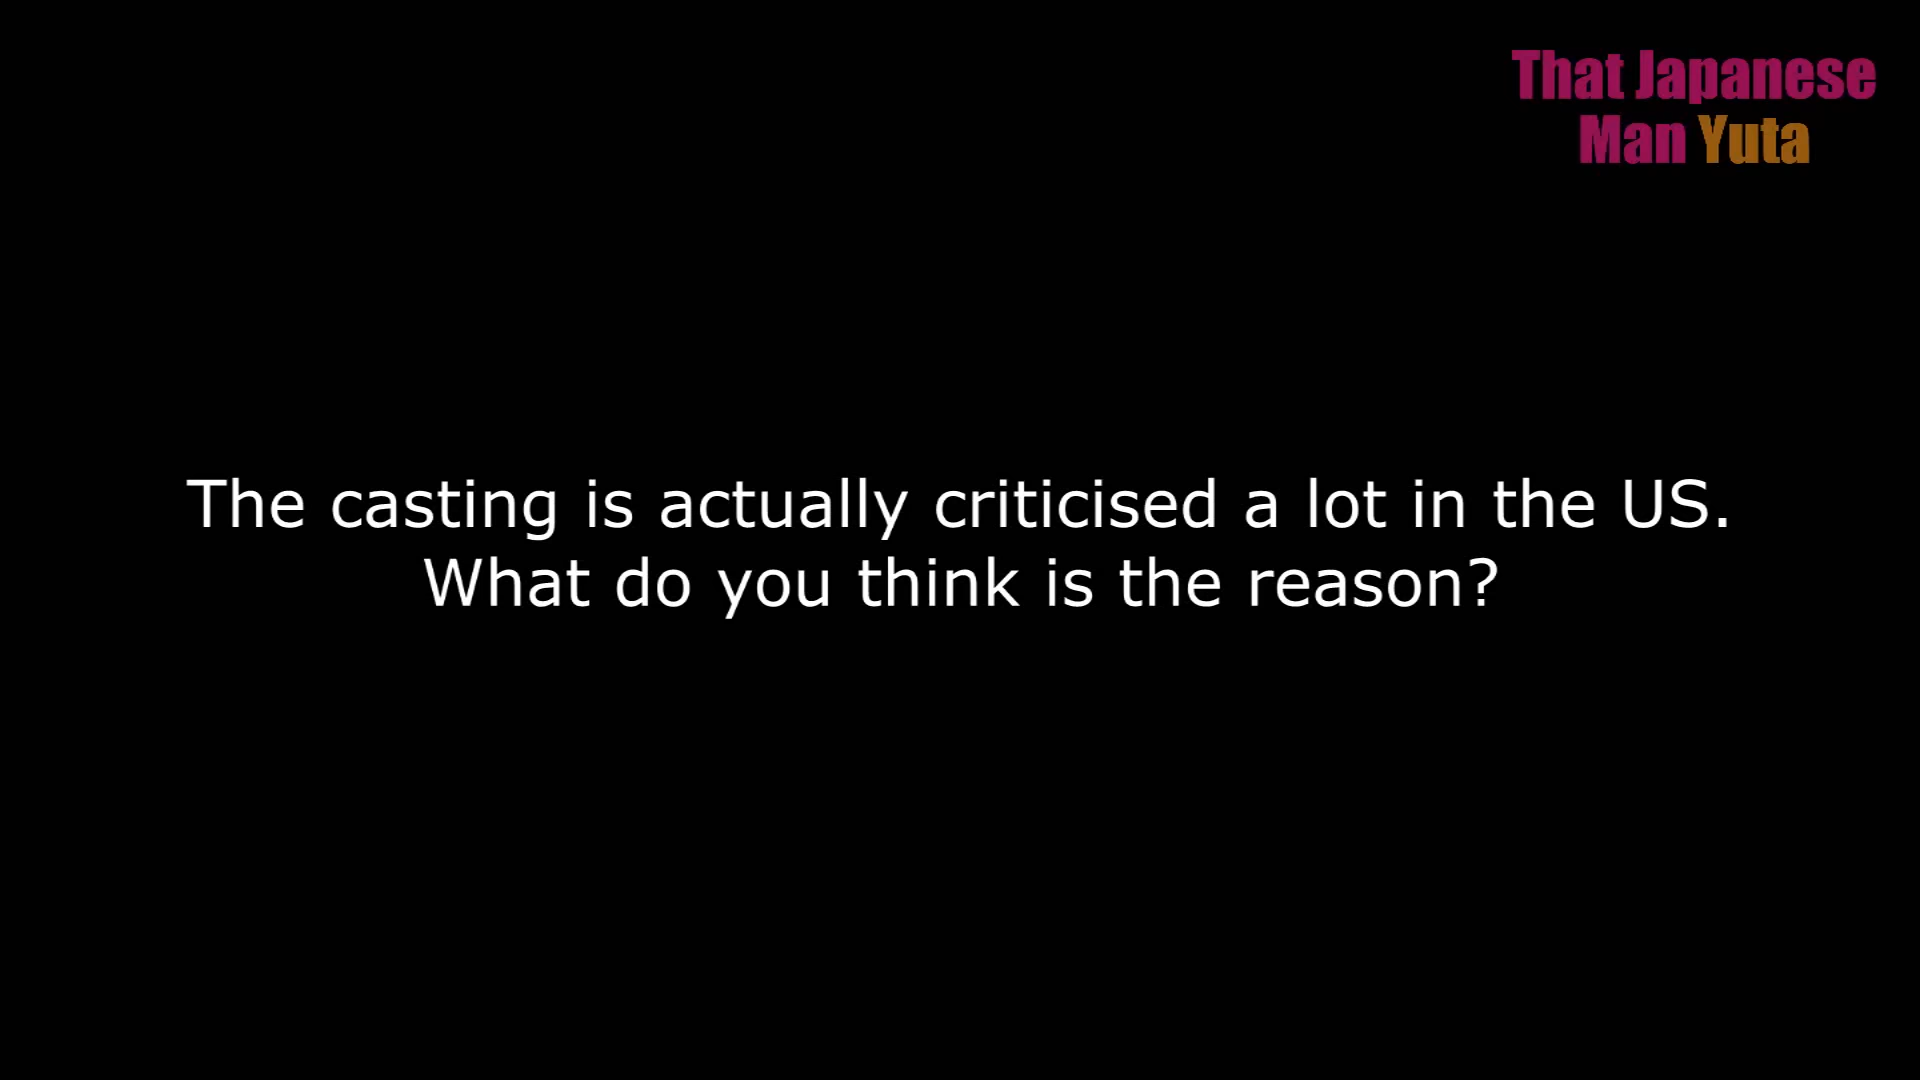 That Japanese
Man Yuta
The casting is actually criticised a lot in the US.
What do you think is the reason?